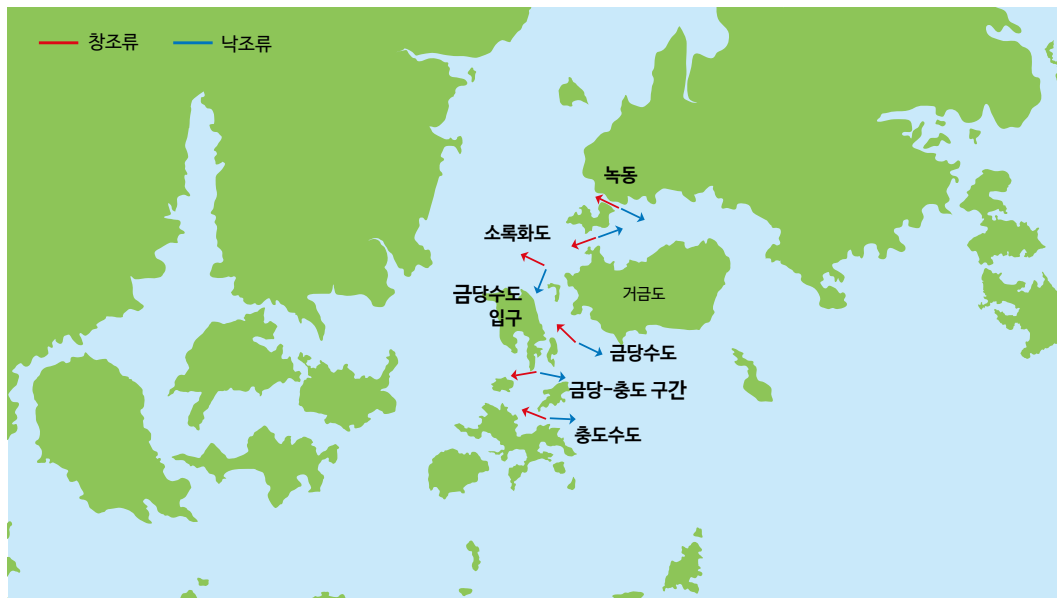 창조류
낙조류
녹동
소록화도
금당수도
입구
거금도
금당수도
금당-충도 구간
충도수도